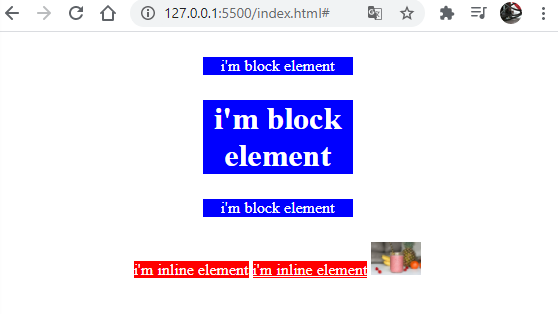 127.0.0.1:5500/index.html#
i'm block element
i'm block
element
i'm block element
i'm inline element i'm inline element